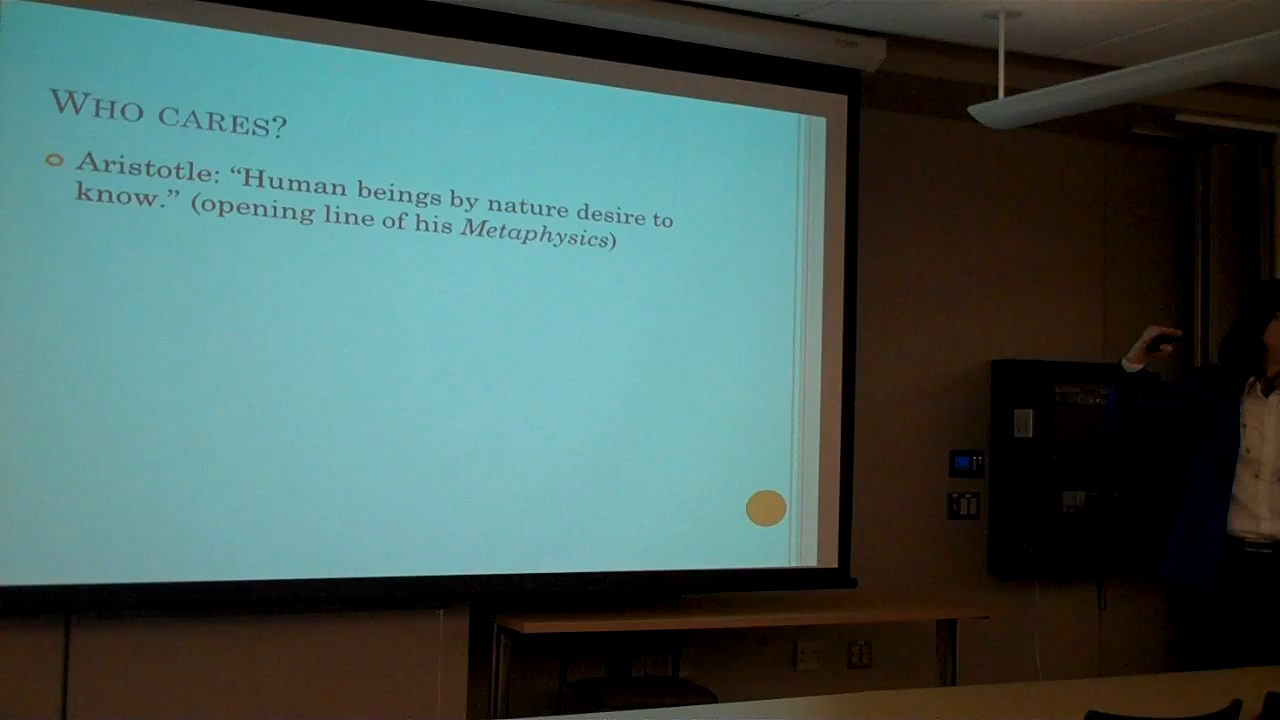 WHO CARES?
Aristotle: “Human beings by nature desire to
know.” (opening line of his Metaphysics)